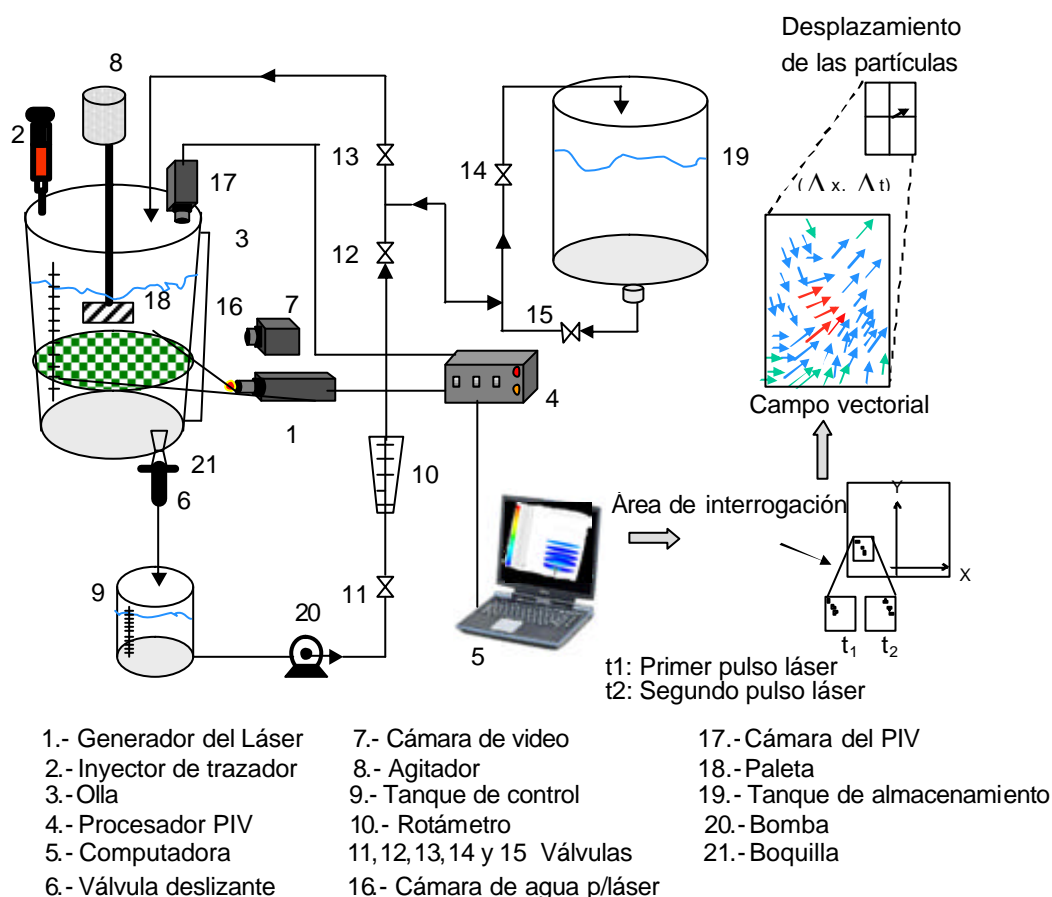 Desplazamiento
de las partículas
8
2
13
17
14
19
3
(Δx, Δt)
12
18
16
7
15
4
Campo vectorial
1
21
10
6
Área de interrogación
Y
X
9
11
20
5
t1
t2
t1: Primer pulso láser
t2: Segundo pulso láser
1.- Generador del Láser
2.- Inyector de trazador
3.- Olla
4.- Procesador PIV
5.- Computadora
6.- Válvula deslizante
7.- Cámara de video
8.- Agitador
9.- Tanque de control
10.- Rotámetro
11, 12, 13, 14 y 15 Válvulas
16.- Cámara de agua p/láser
17.- Cámara del PIV
18.- Paleta
19.- Tanque de almacenamiento
20.- Bomba
21.- Boquilla